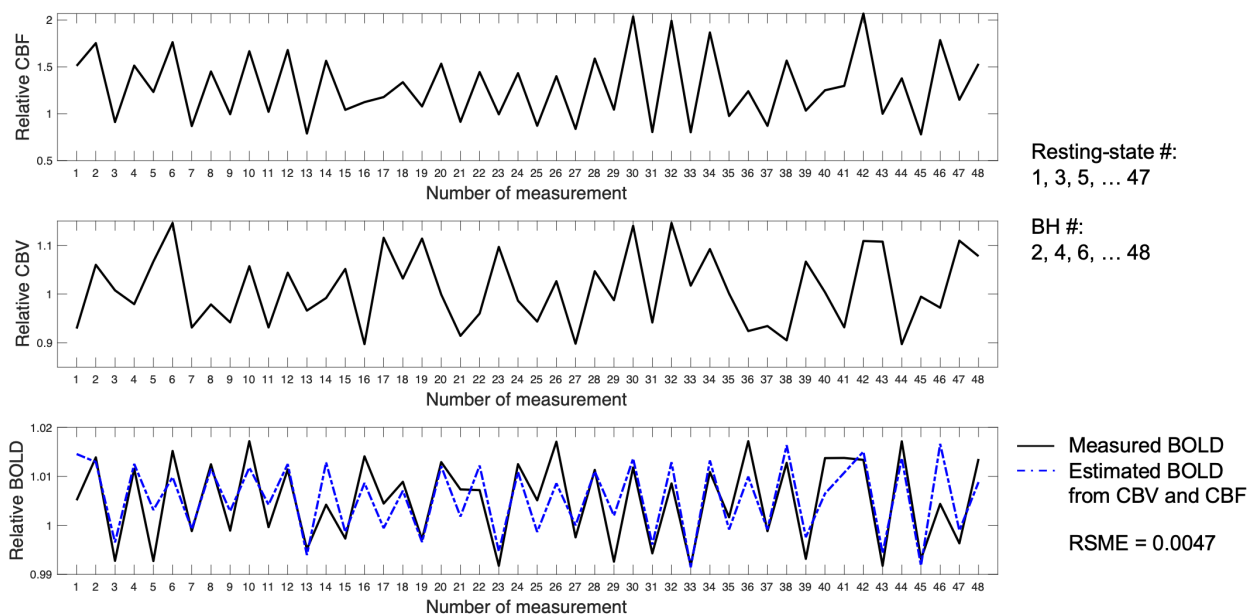 Relative CBF
2
1.5
1
0.5
1 2 3 4 5 6 7 8 9 10 11 12 13 14 15 16 17 18 19 20 21 22 23 24 25 26 27 28 29 30 31 32 33 34 35 36 37 38 39 40 41 42 43 44 45 46 47 48
Number of measurement
Relative CBV
1.1
1
0.9
1 2 3 4 5 6 7 8 9 10 11 12 13 14 15 16 17 18 19 20 21 22 23 24 25 26 27 28 29 30 31 32 33 34 35 36 37 38 39 40 41 42 43 44 45 46 47 48
Number of measurement
Relative BOLD
1.02
1.01
1
0.99
1 2 3 4 5 6 7 8 9 10 11 12 13 14 15 16 17 18 19 20 21 22 23 24 25 26 27 28 29 30 31 32 33 34 35 36 37 38 39 40 41 42 43 44 45 46 47 48
Number of measurement
Resting-state #:
1, 3, 5, … 47
BH #:
2, 4, 6, … 48
Measured BOLD
Estimated BOLD
from CBV and CBF
RSME = 0.0047